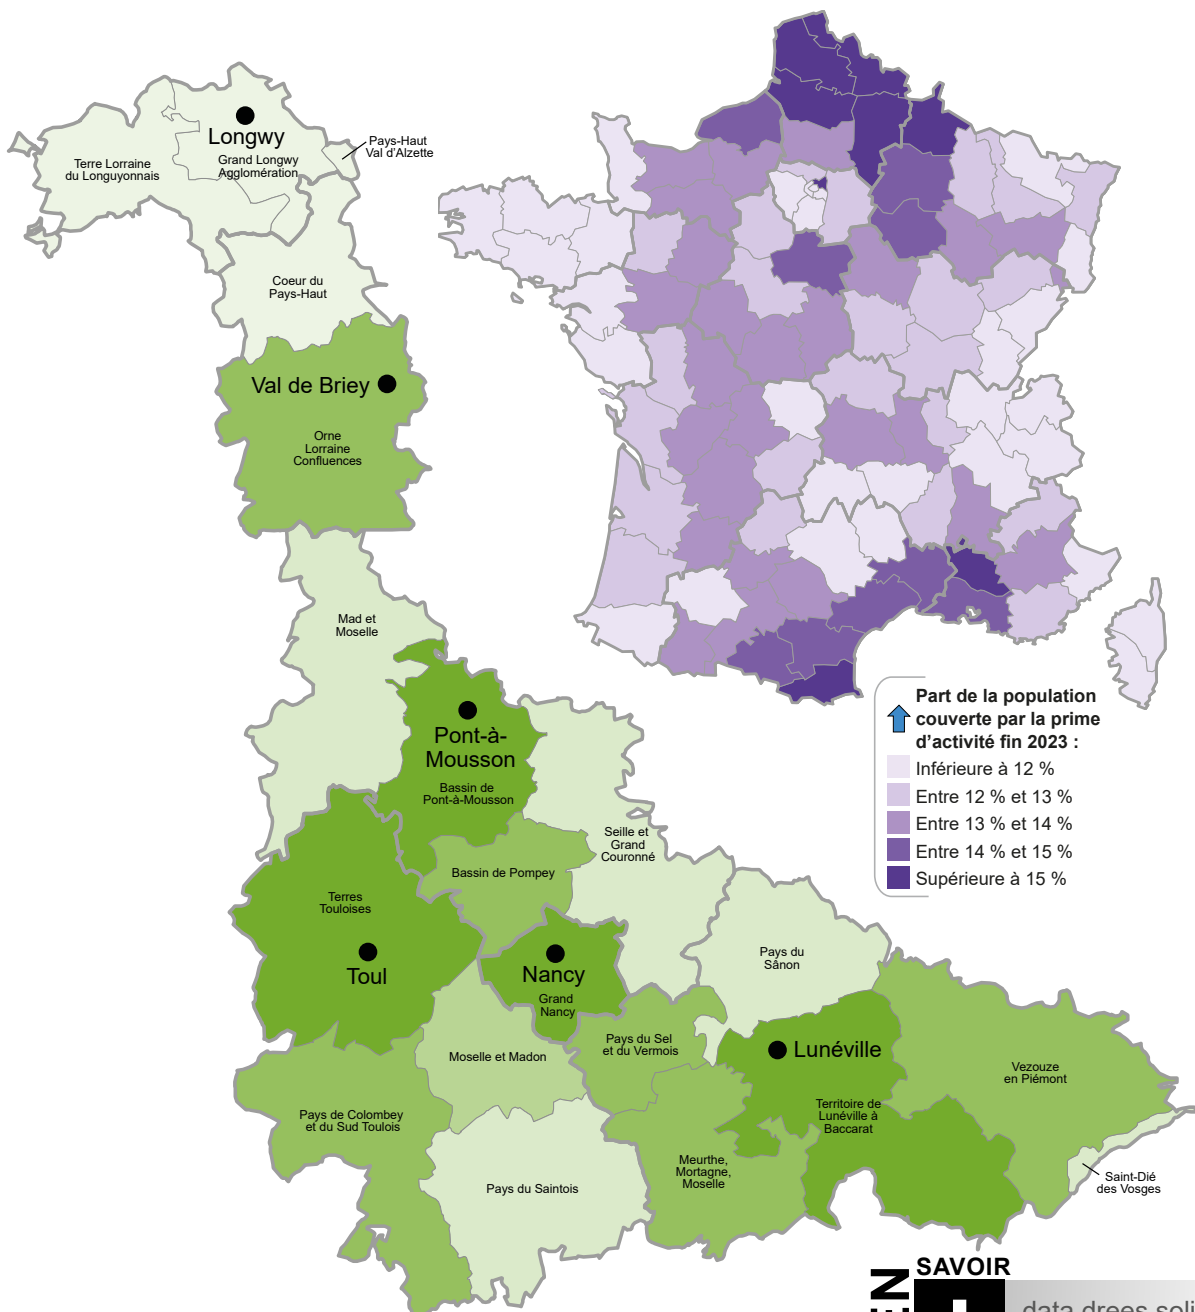 Longwy
Grand Longwy
Agglomération
Pays-Haut
Val d'Alzette
Terre Lorraine
du Longuyonnais
Coeur du
Pays-Haut
Val de Briey
Orne
Lorraine
Confluences
Mad et
Moselle
Pont-à-
Mousson
Bassin de
Pont-à-Mousson
Seille et
Grand
Couronné
Bassin de Pompey
Terres
Touloises
Toul
Nancy
Grand
Nancy
Pays du
Sânon
Pays du Sel
et du Vermois
Moselle et Madon
Lunéville
Territoire de
Lunéville à
Baccarat
Vezouze
en Piémont
Pays de Colombey
et du Sud Toulois
Meurthe,
Mortagne,
Moselle
Pays du Saintois
Saint-Dié
des Vosges
Part de la population
couverte par la prime
d'activité fin 2023 :
Inférieure à 12 %
Entre 12 % et 13 %
Entre 13 % et 14 %
Entre 14 % et 15 %
Supérieure à 15 %
EN
SAVOIR
data.drees.soli